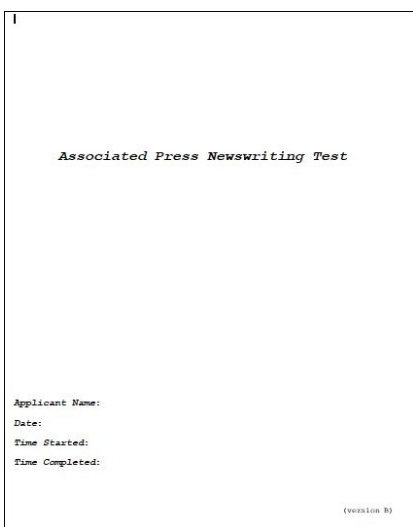 Associated Press Newswriting Test
Applicant Name:
Date:
Time Started:
Time Completed:
(version B)